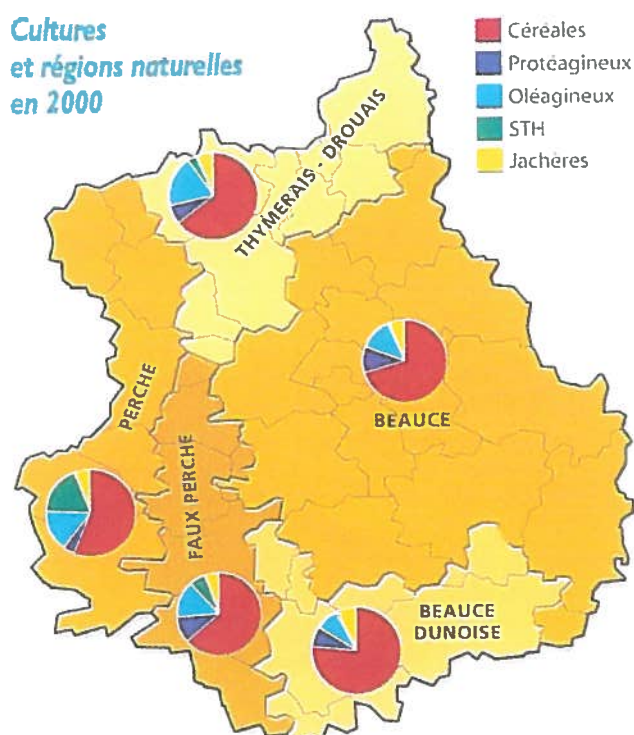 Cultures
et régions naturelles
en 2000
Céréales
Protéagineux
Oléagineux
STH
Jachères
THYMERAIS - DROUAIS
PERCHE
BEAUCE
FAUX PERCHE
BEAUCE
DUNOISE